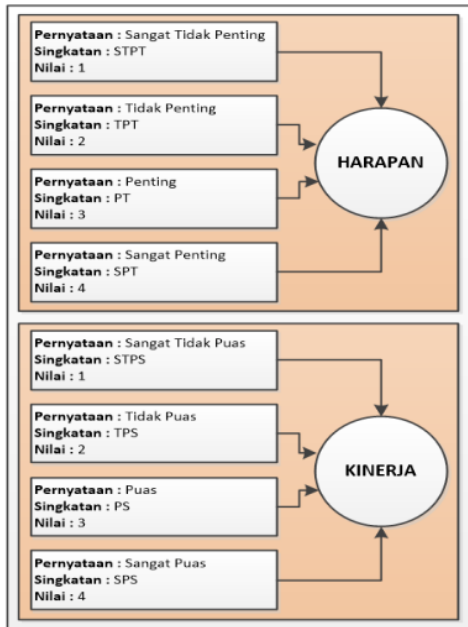 Pernyataan : Sangat Tidak Penting
Singkatan : STPT
Nilai : 1
Pernyataan : Tidak Penting
Singkatan : TPT
Nilai : 2
Pernyataan : Penting
Singkatan : PT
Nilai : 3
Pernyataan : Sangat Penting
Singkatan : SPT
Nilai : 4
HARAPAN
Pernyataan : Sangat Tidak Puas
Singkatan : STPS
Nilai : 1
Pernyataan : Tidak Puas
Singkatan : TPS
Nilai : 2
Pernyataan : Puas
Singkatan : PS
Nilai : 3
Pernyataan : Sangat Puas
Singkatan : SPS
Nilai : 4
KINERJA